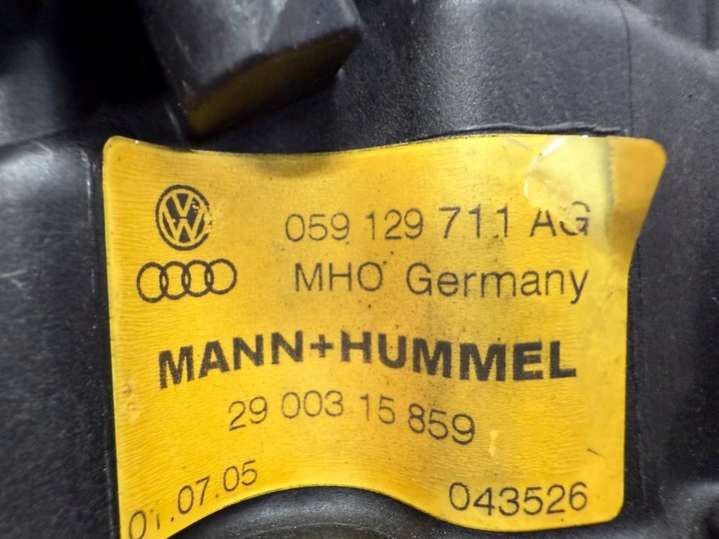 059 129 711 AG
MHO Germany
MANN+HUMMEL
29 003 15 859
01.07.05
043526